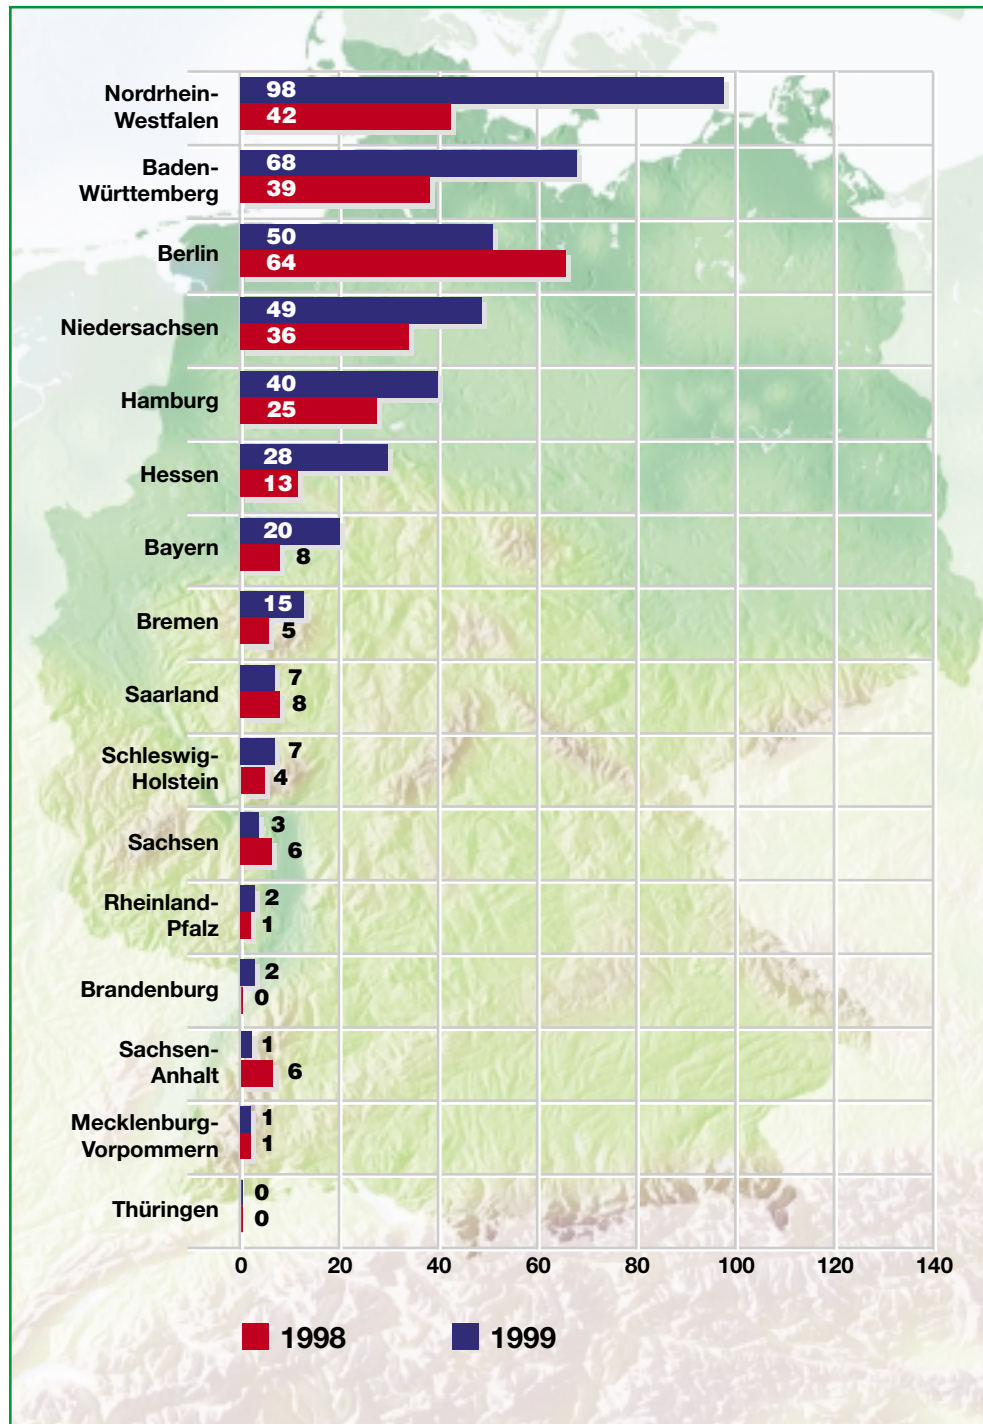 Nordrhein-
Westfalen
98
42
Baden-
Württemberg
68
39
Berlin
50
64
Niedersachsen
49
36
Hamburg
40
25
Hessen
28
13
Bayern
20
8
Bremen
15
5
Saarland
7
8
Schleswig-
Holstein
7
4
Sachsen
3
6
Rheinland-
Pfalz
2
1
Brandenburg
2
0
Sachsen-
Anhalt
1
6
Mecklenburg-
Vorpommern
1
1
Thüringen
0
0
0 20 40 60 80 100 120 140
1998 1999